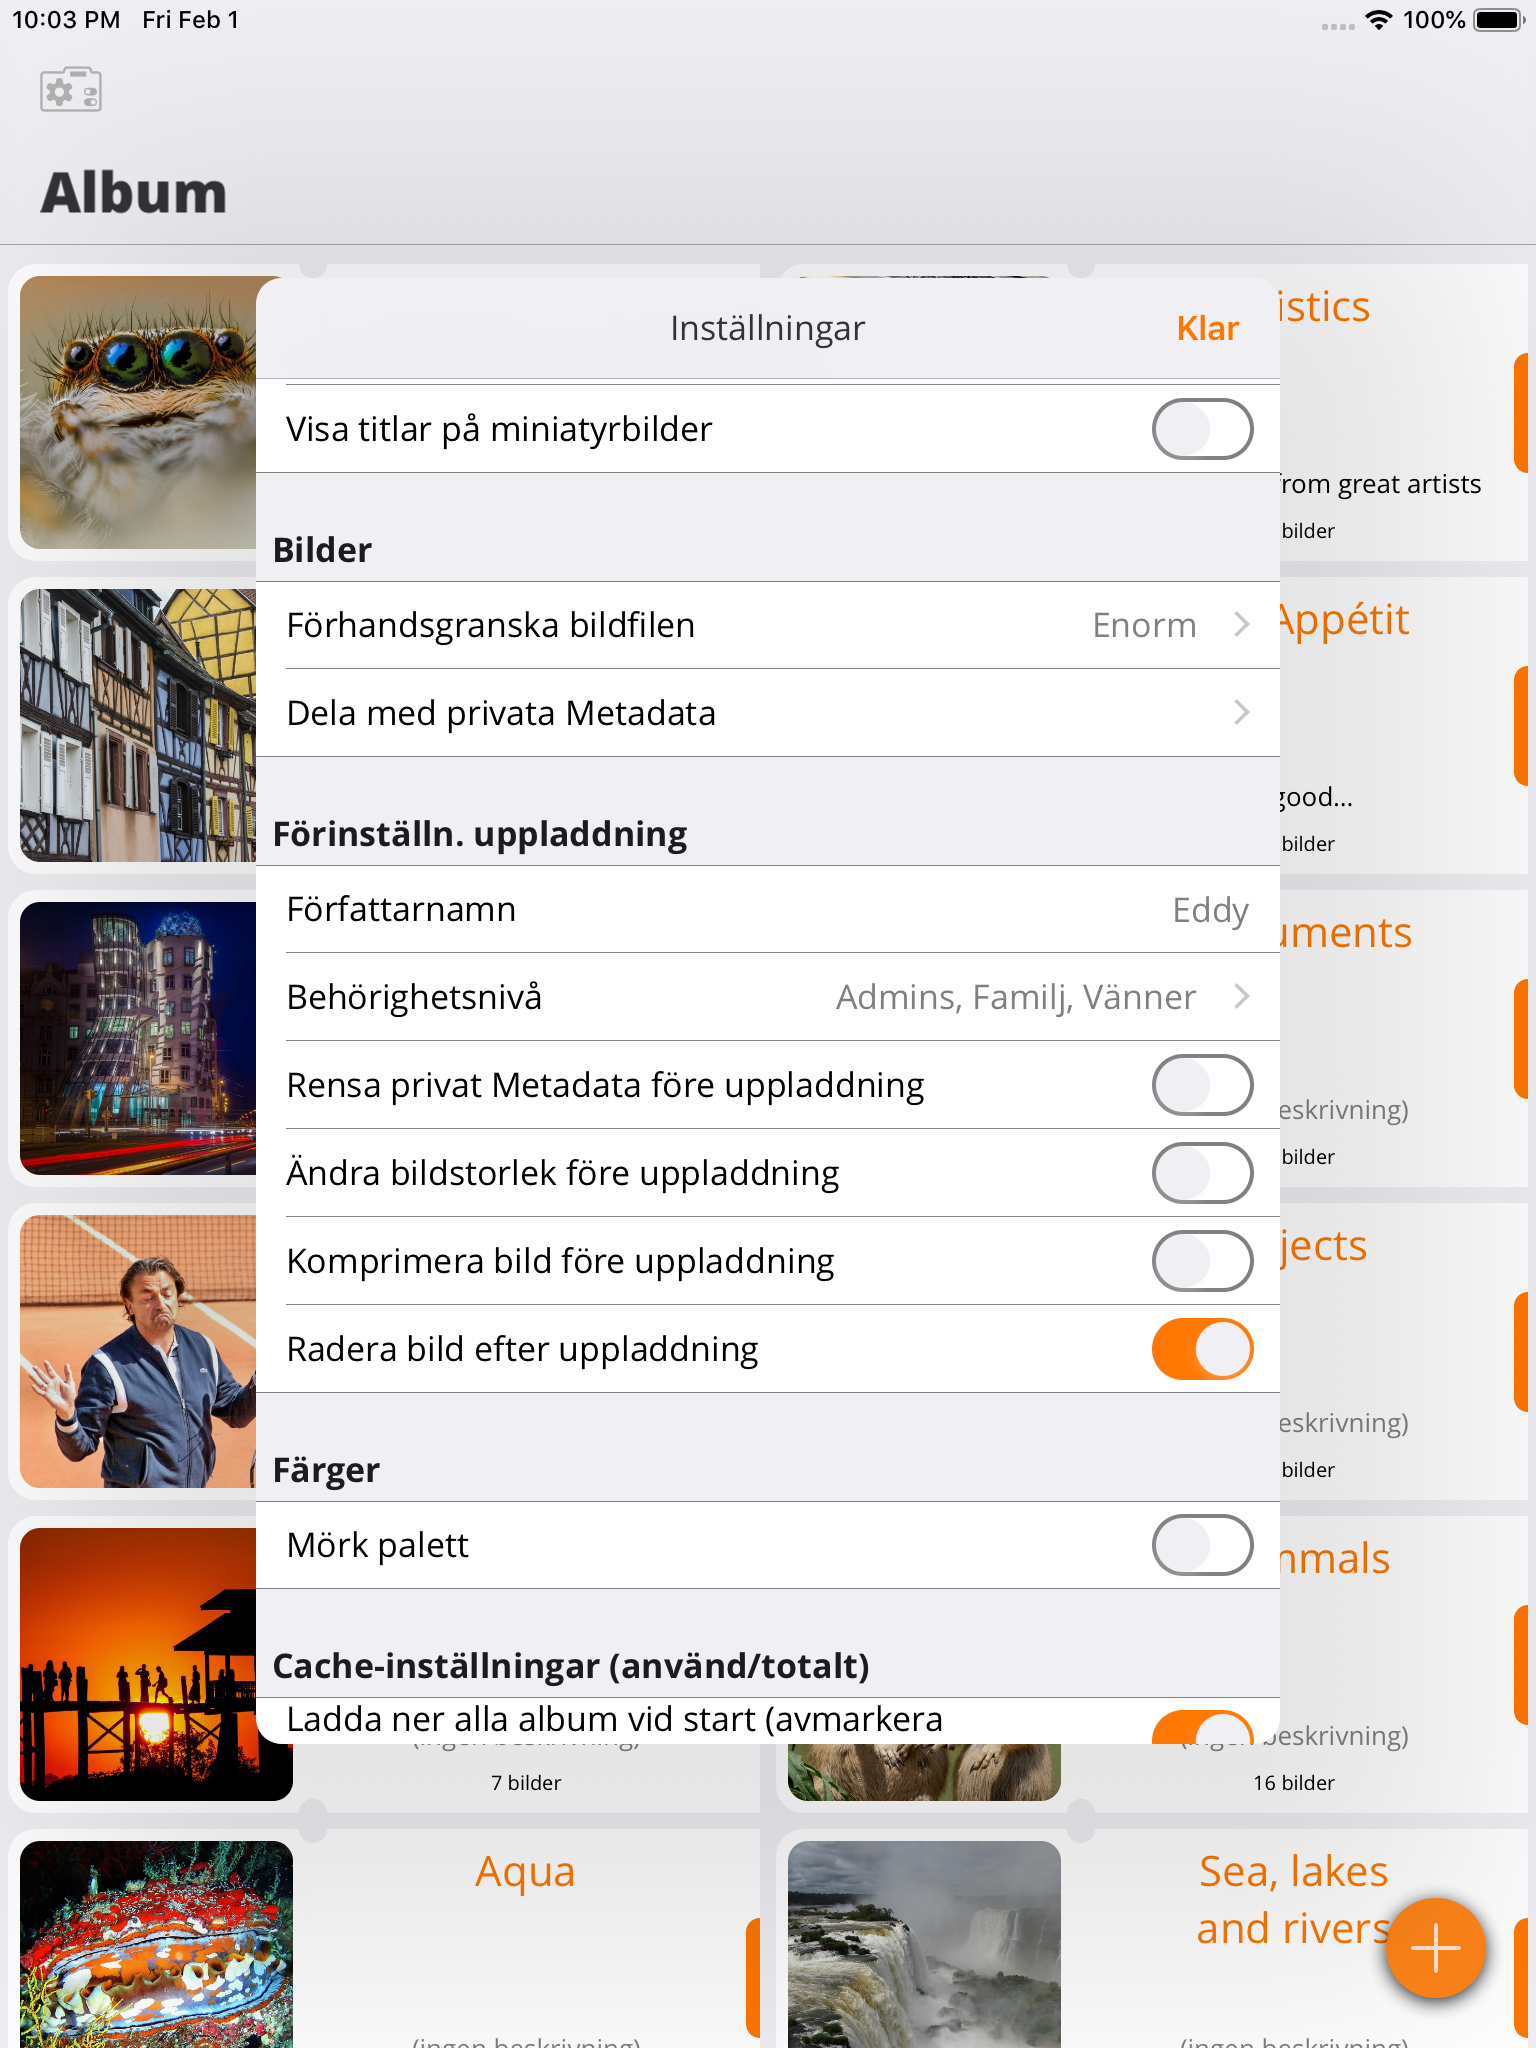 10:03 PM Fri Feb 1 100%
Album
Inställningar Klar
Visa titlar på miniatyrbilder
Bilder
Förhandsgranska bildfilen Enorm
Dela med privata Metadata
Förinställn. uppladdning
Författarnamn Eddy
Behörighetsnivå Admins, Familj, Vänner
Rensa privat Metadata före uppladdning
Ändra bildstorlek före uppladdning
Komprimera bild före uppladdning
Radera bild efter uppladdning
Färger
Mörk palett
Cache-inställningar (använd/totalt)
Ladda ner alla album vid start (avmarkera
istics
from great artists
bilder
Appétit
good...
bilder
uments
eskrivning)
bilder
jects
eskrivning)
bilder
nmals
(ingen beskrivning)
7 bilder
(ingen beskrivning)
16 bilder
Aqua
(ingen beskrivning)
Sea, lakes
and rivers
(ingen beskrivning)